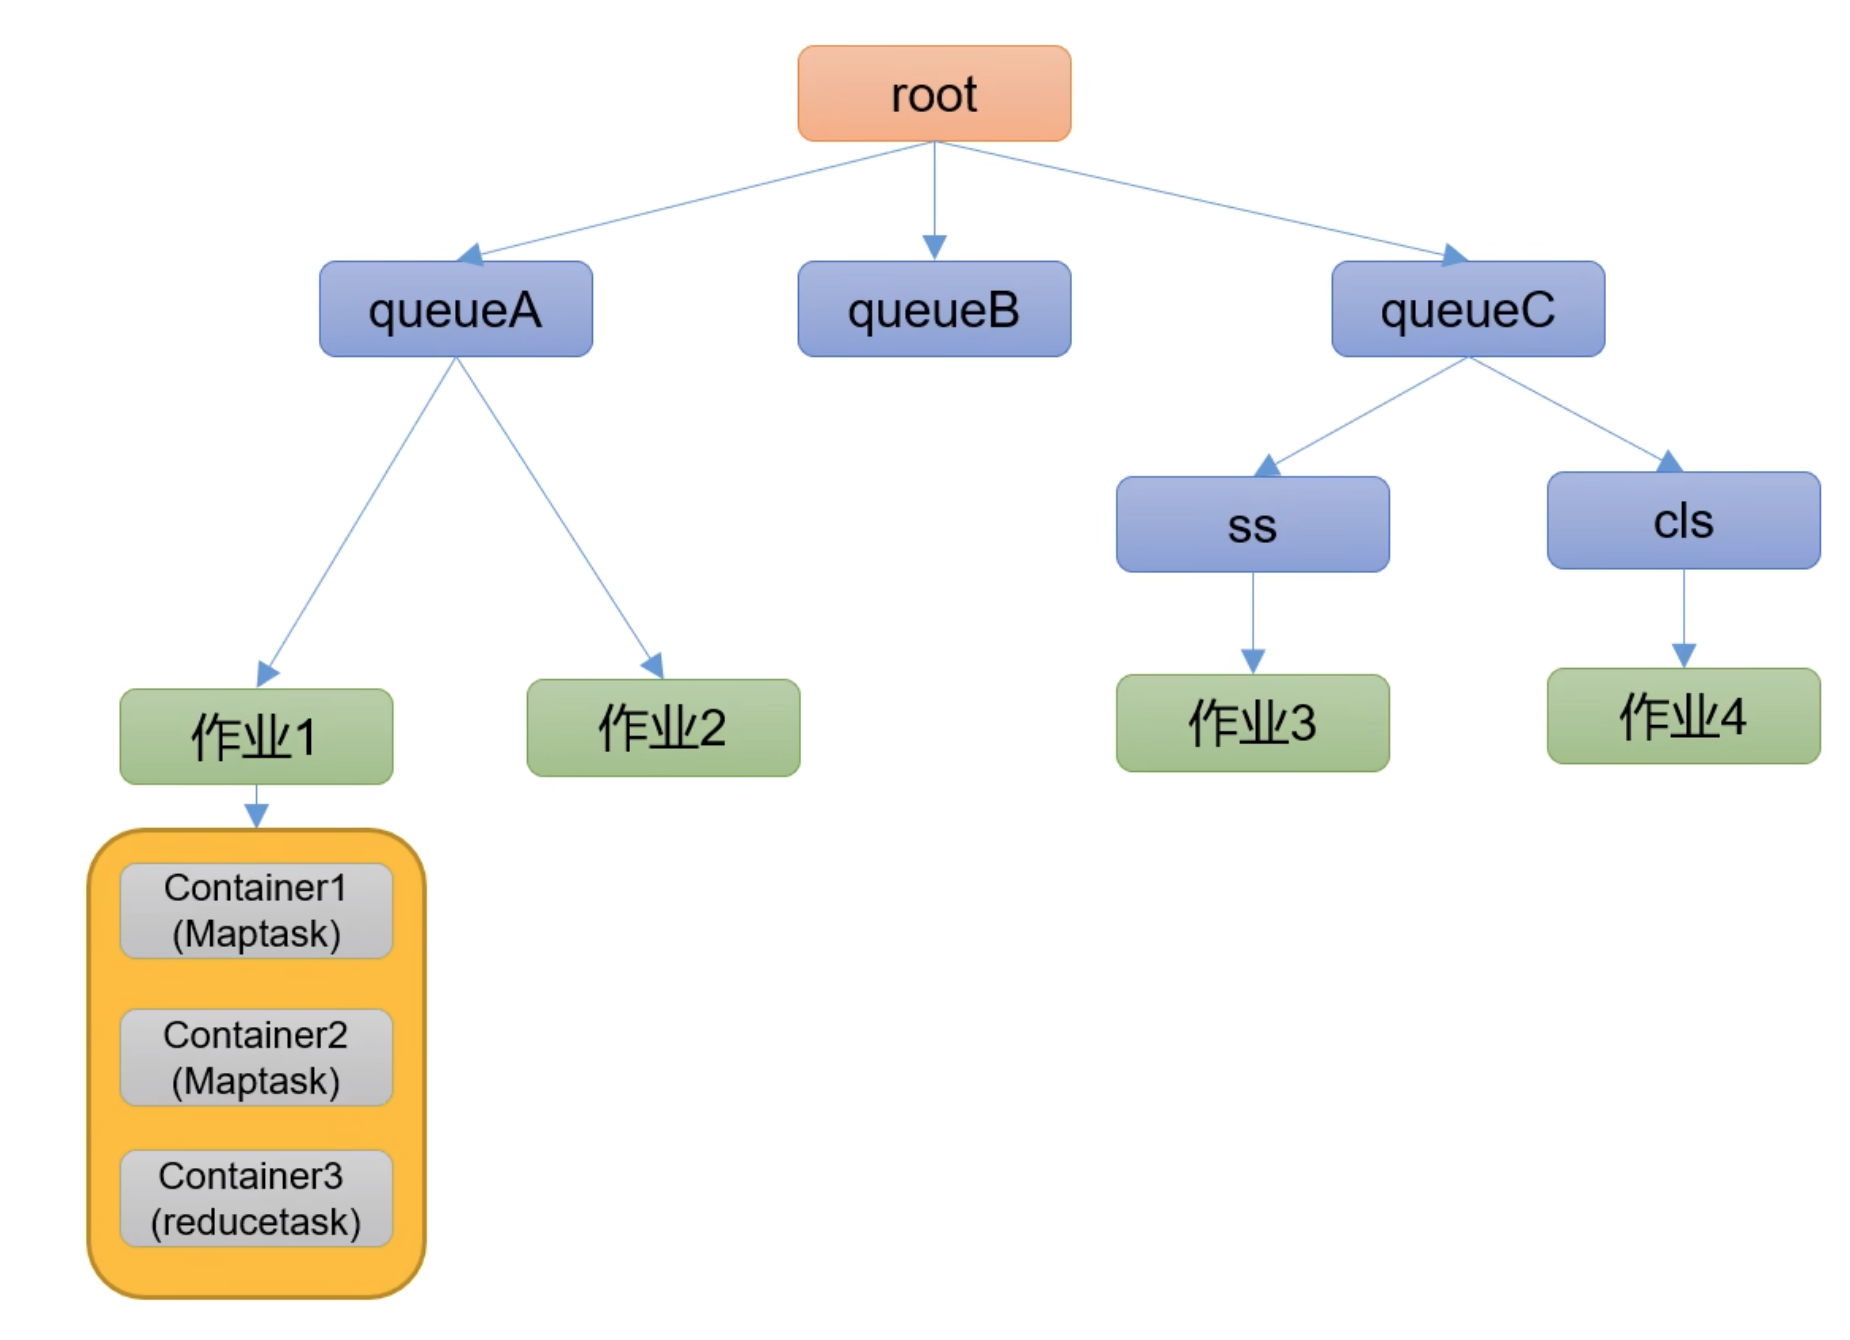 root
queueA
queueB
queueC
ss
cls
作业1
作业2
作业3
作业4
Container1
(Maptask)
Container2
(Maptask)
Container3
(reducetask)